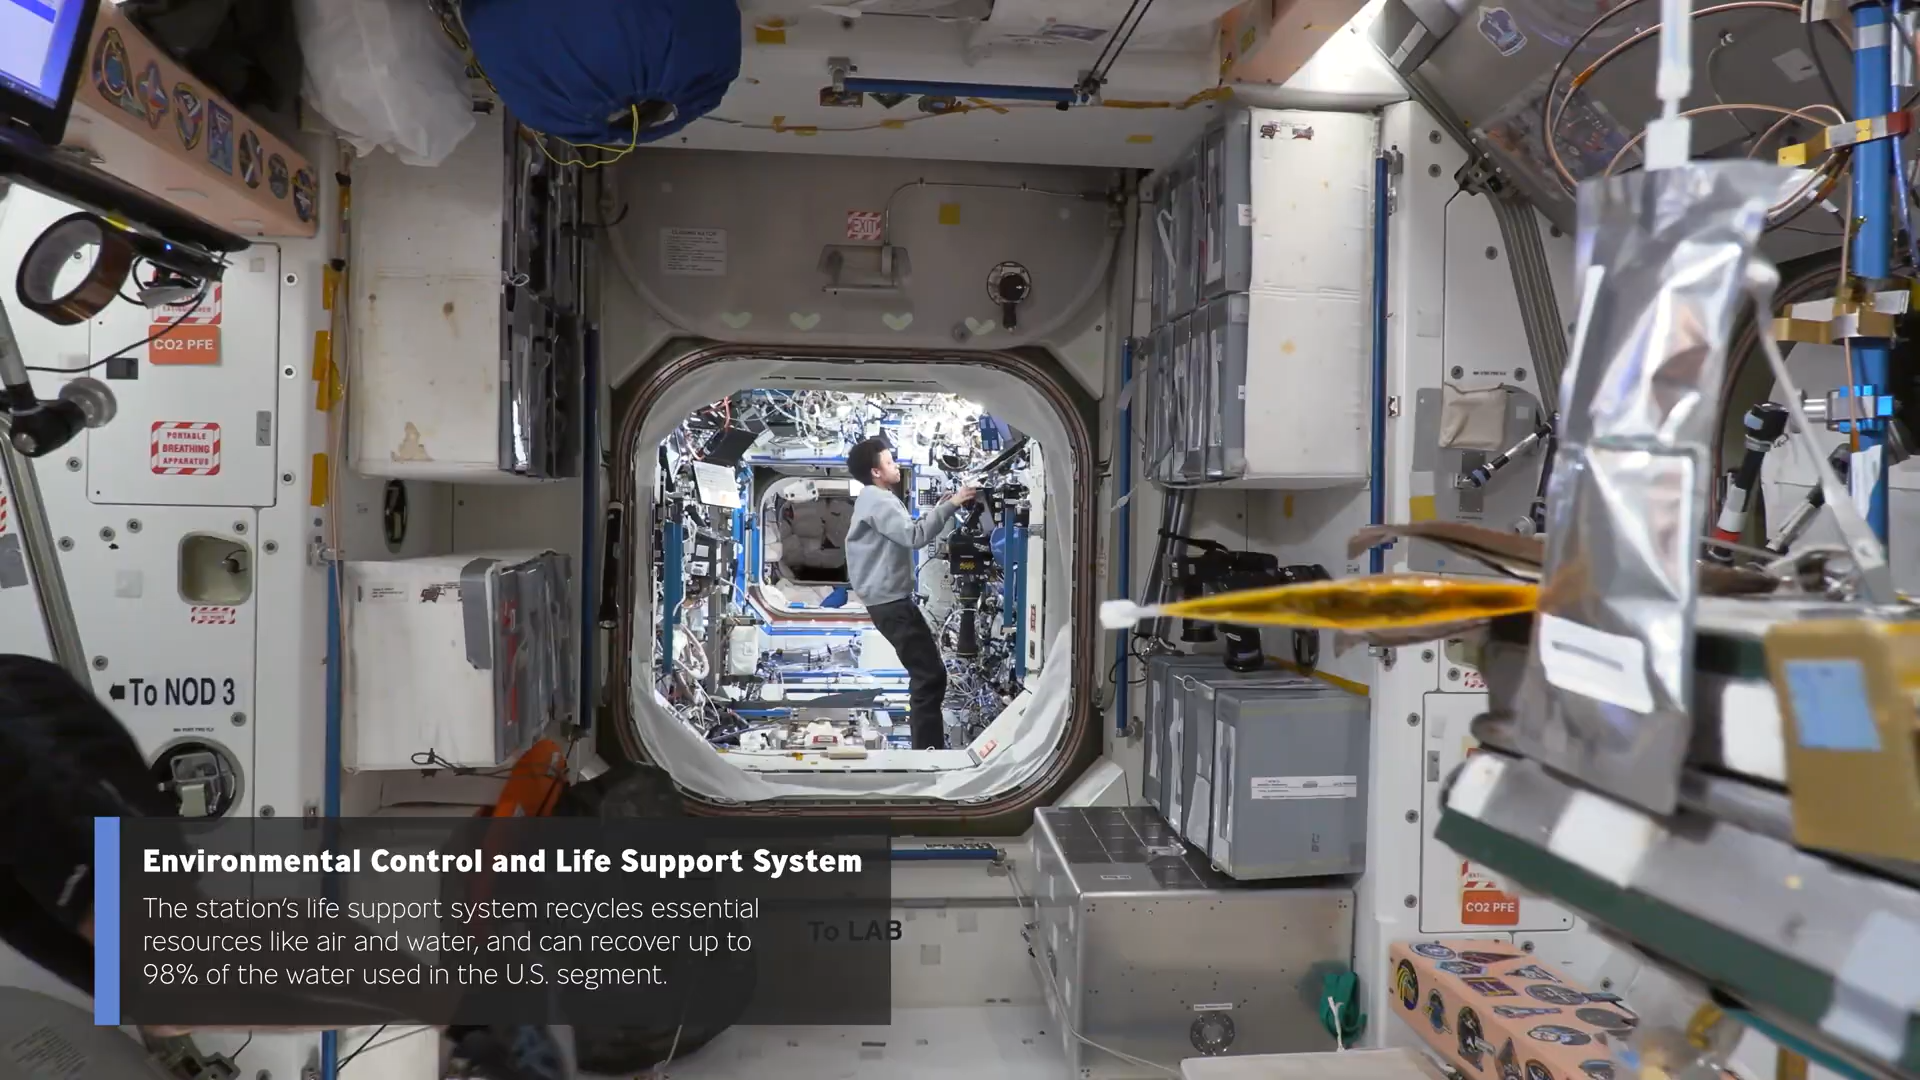 EXIT
CO2 PFE
PORTABLE
BREATHING
APPARATUS
To NOD 3
Environmental Control and Life Support System
The station's life support system recycles essential
resources like air and water, and can recover up to
98% of the water used in the U.S. segment.
To LAB
CO2 PFE